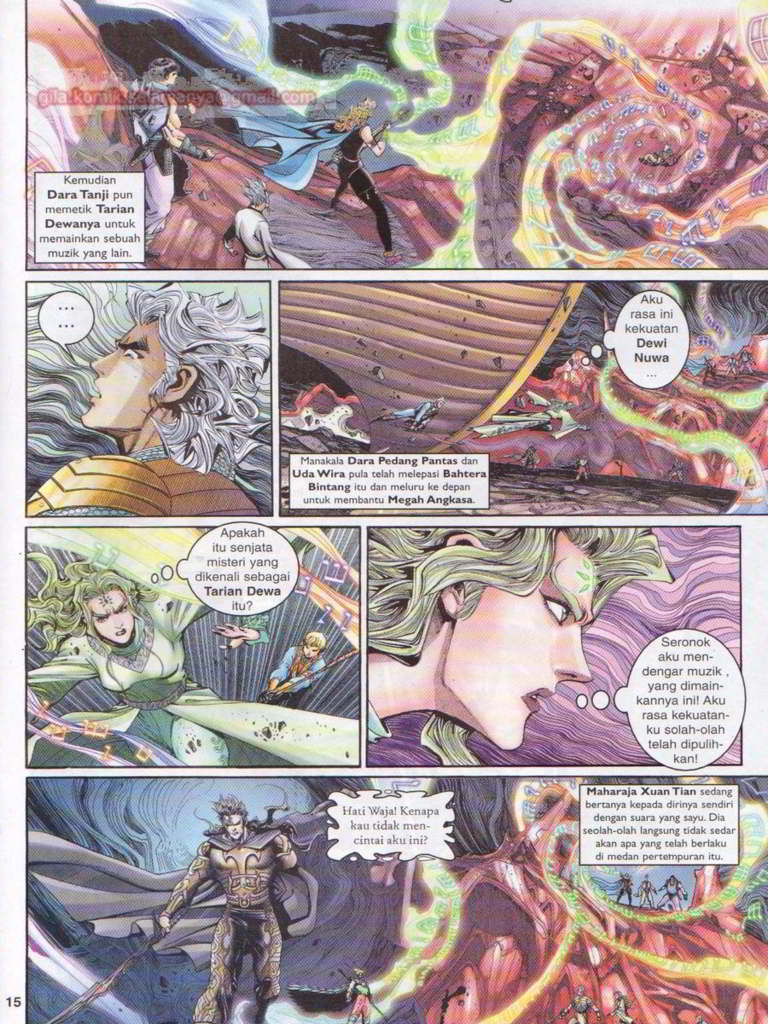 gila.komik.selamanya@gmail.com
Kemudian
Dara Tanji pun
memetik Tarian
Dewanya untuk
memainkan sebuah
muzik yang lain.
...
...
Aku
rasa ini
kekuatan
Dewi
Nuwa
...
Manakala Dara Pedang Pantas dan
Uda Wira pula telah melepasi Bahtera
Bintang itu dan meluru ke depan
untuk membantu Megah Angkasa.
Apakah
itu senjata
misteri yang
dikenali sebagai
Tarian Dewa
itu?
Seronok
aku men-
dengar muzik ,
yang dimain-
kannya ini! Aku
rasa kekuatan-
ku solah-olah
telah dipulih-
kan!
Hati Waja! Kenapa
kau tidak men-
cintai aku ini?
Maharaja Xuan Tian sedang
bertanya kepada dirinya sendiri
dengan suara yang sayu. Dia
seolah-olah langsung tidak sedar
akan apa yang telah berlaku
di medan pertempuran itu.
15